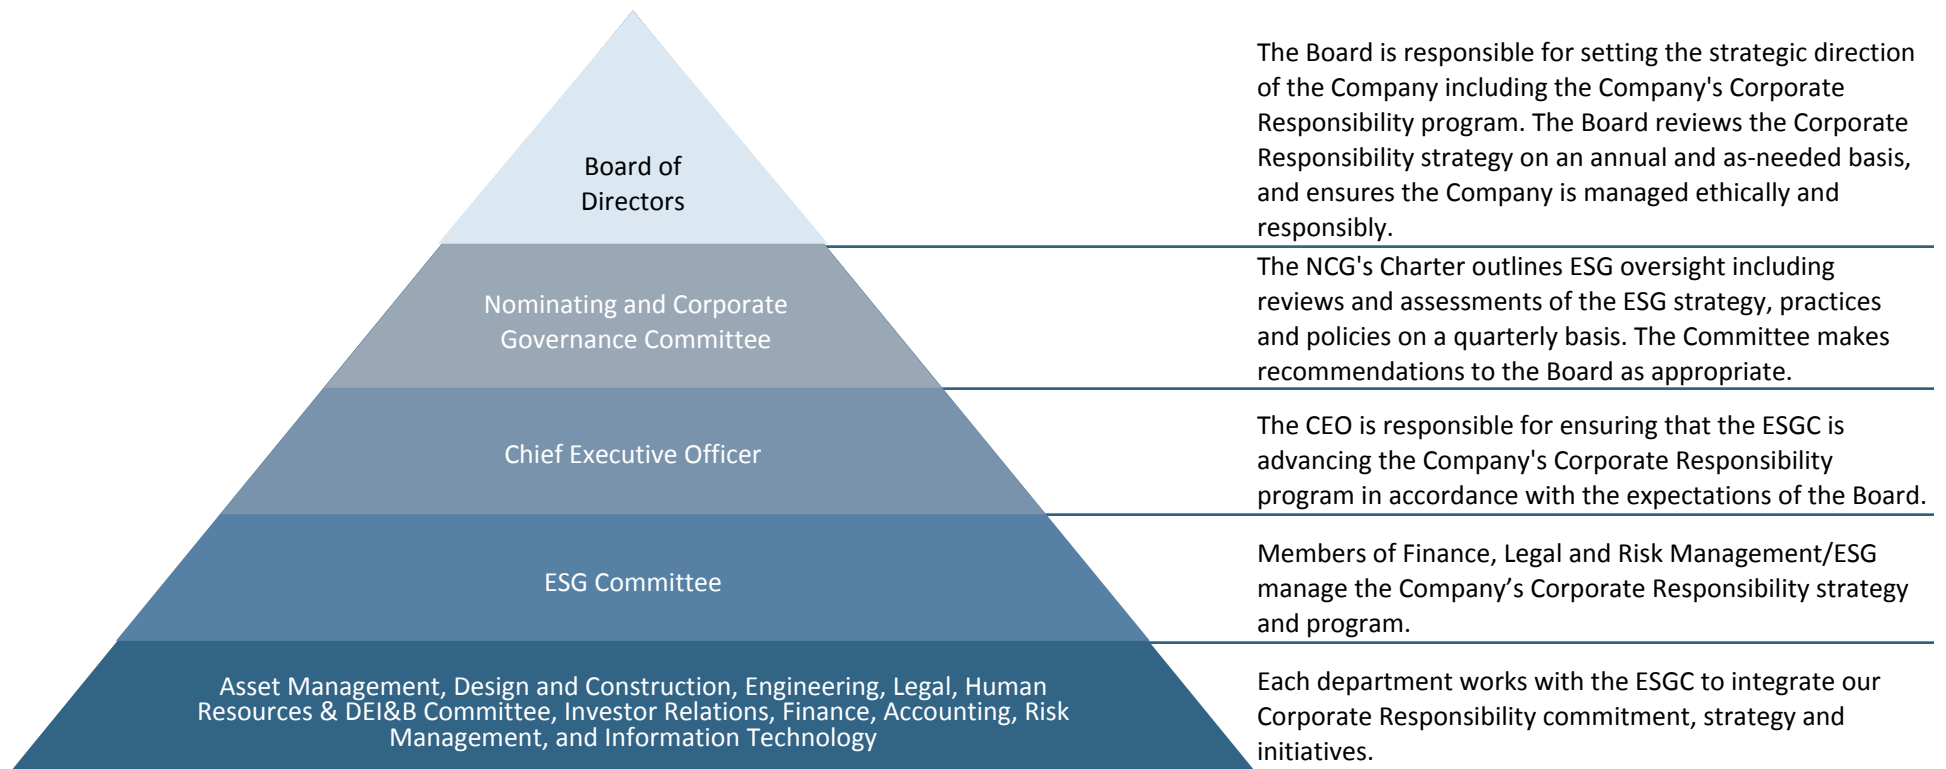 Board of
Directors
The Board is responsible for setting the strategic direction
of the Company including the Company's Corporate
Responsibility program. The Board reviews the Corporate
Responsibility strategy on an annual and as-needed basis,
and ensures the Company is managed ethically and
responsibly.
Nominating and Corporate
Governance Committee
The NCG's Charter outlines ESG oversight including
reviews and assessments of the ESG strategy, practices
and policies on a quarterly basis. The Committee makes
recommendations to the Board as appropriate.
Chief Executive Officer
The CEO is responsible for ensuring that the ESGC is
advancing the Company's Corporate Responsibility
program in accordance with the expectations of the Board.
ESG Committee
Members of Finance, Legal and Risk Management/ESG
manage the Company’s Corporate Responsibility strategy
and program.
Asset Management, Design and Construction, Engineering, Legal, Human
Resources & DEI&B Committee, Investor Relations, Finance, Accounting, Risk
Management, and Information Technology
Each department works with the ESGC to integrate our
Corporate Responsibility commitment, strategy and
initiatives.